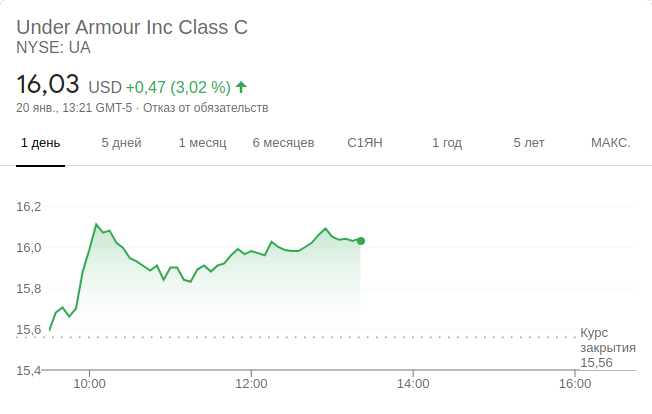 Under Armour Inc Class C
NYSE: UA
16,03 USD +0,47 (3,02 %)
20 янв., 13:21 GMT-5 · Отказ от обязательств
1 день 5 дней 1 месяц 6 месяцев С1ЯН 1 год 5 лет МАКС.
16,2
16,0
15,8
15,6
Курс
закрытия
15,56
15,4
10:00 12:00 14:00 16:00